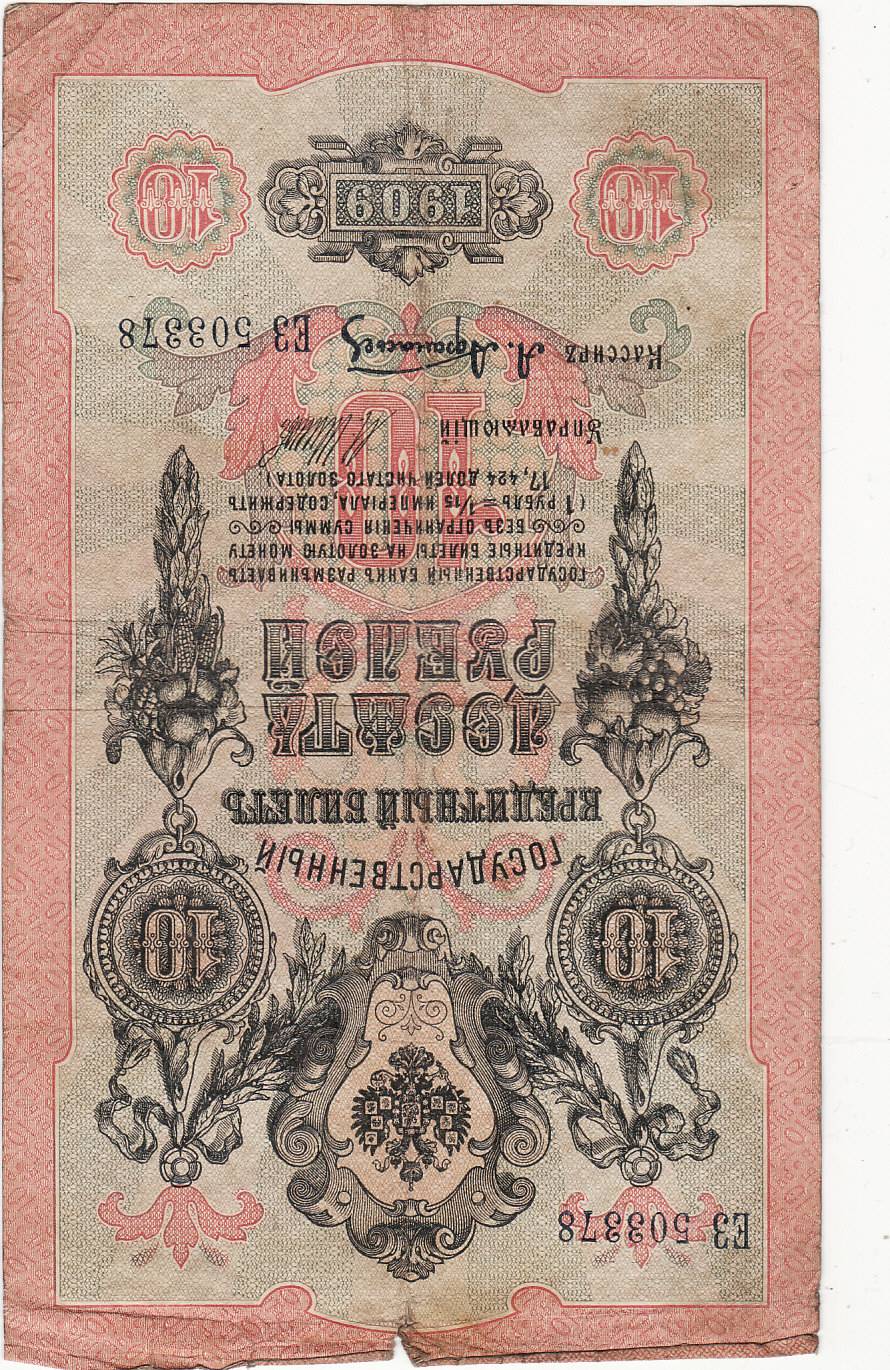 ЕЗ 503378
10 10
ГОСУДАРСТВЕННЫЙ
КРЕДИТНЫЙ БИЛЕТЪ
ДЕСЯТЬ
РУБЛЕЙ
ГОСУДАРСТВЕННЫЙ БАНКЪ РАЗМѢНИВАЕТЪ
КРЕДИТНЫЕ БИЛЕТЫ НА ЗОЛОТУЮ МОНЕТУ
БЕЗЪ ОГРАНИЧЕНІЯ СУММЫ
(1 РУБЛЬ = 1/15 ИМПЕРІАЛА, СОДЕРЖИТЪ
17,424 ДОЛЕЙ ЧИСТАГО ЗОЛОТА).
10
УПРАВЛЯЮЩІЙ
КАССИРЪ А. Афанасьев
ЕЗ 503378
10 1909 10